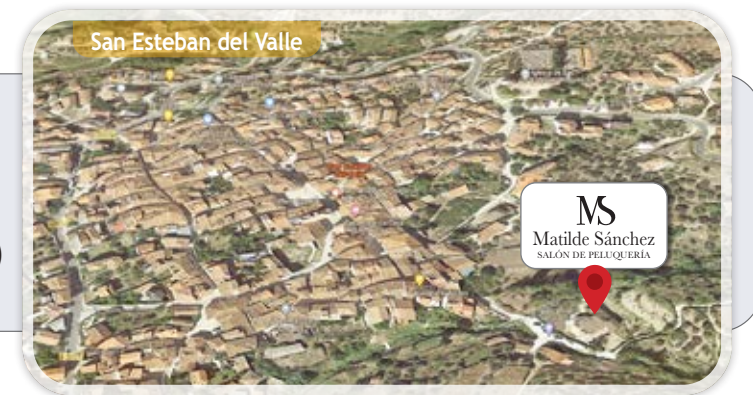 San Esteban del Valle
MS
Matilde Sánchez
SALÓN DE PELUQUERÍA